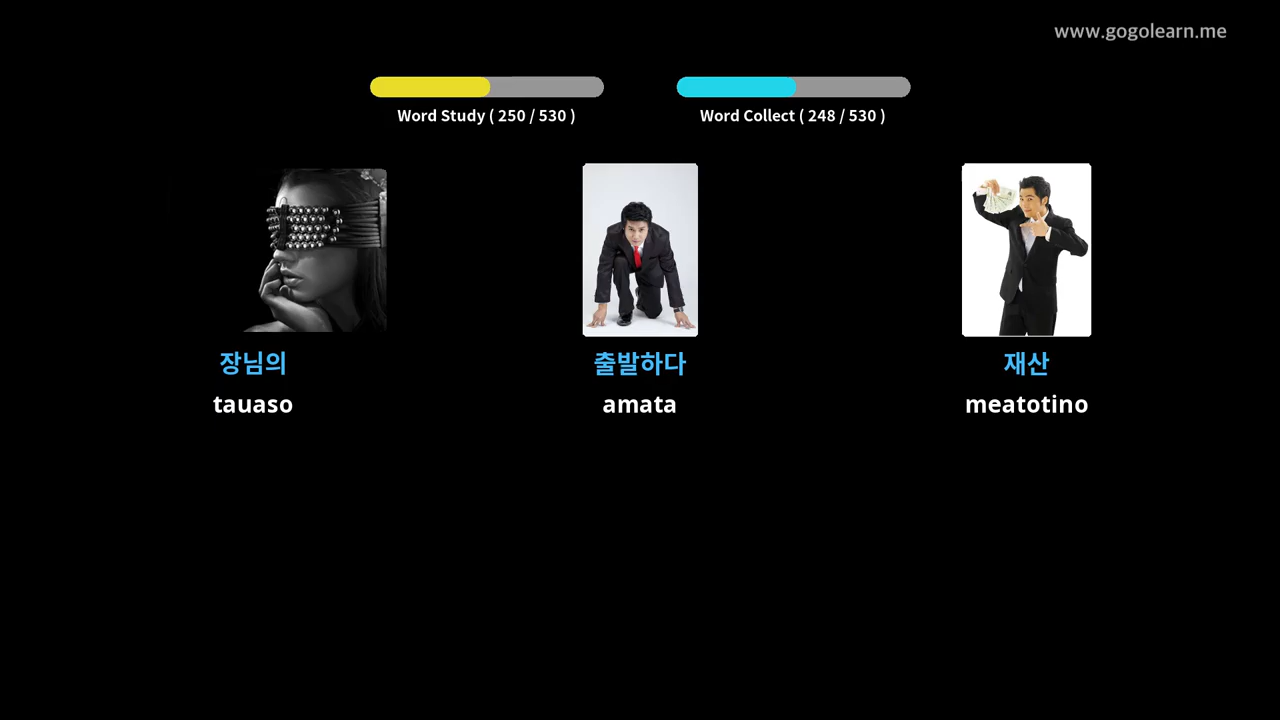 www.gogolearn.me
Word Study ( 250 / 530 )
Word Collect ( 248 / 530 )
장님의
출발하다
재산
tauaso
amata
meatotino